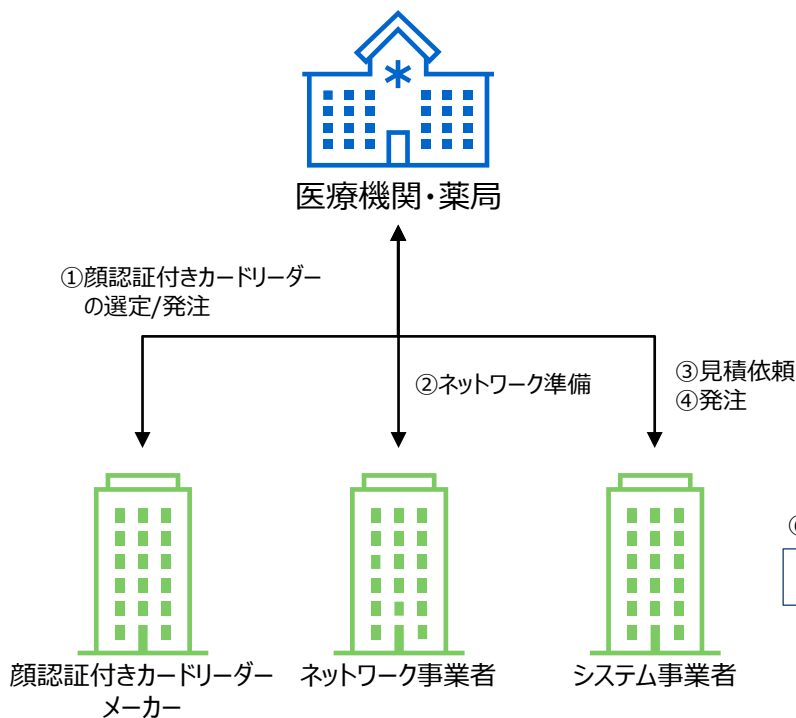 医療機関・薬局
①顔認証付きカードリーダー
の選定/発注
②ネットワーク準備
③見積依頼
④発注
顔認証付きカードリーダー
メーカー
ネットワーク事業者
システム事業者